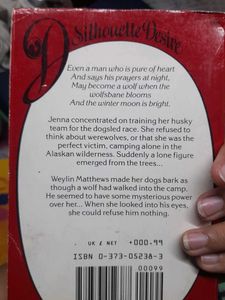 Silhouette Desire
Even a man who is pure of heart
And says his prayers at night,
May become a wolf when the
wolfsbane blooms
And the winter moon is bright.
Jenna concentrated on training her husky
team for the dogsled race. She refused to
think about werewolves, or that she was the
perfect victim, camping alone in the
Alaskan wilderness. Suddenly a lone figure
emerged from the trees...
Weylin Matthews made her dogs bark as
though a wolf had walked into the camp.
He seemed to have some mysterious power
over her... When she looked into his eyes,
she could refuse him nothing.
UK £ NET +000·99
ISBN 0-373-05238-3
00099